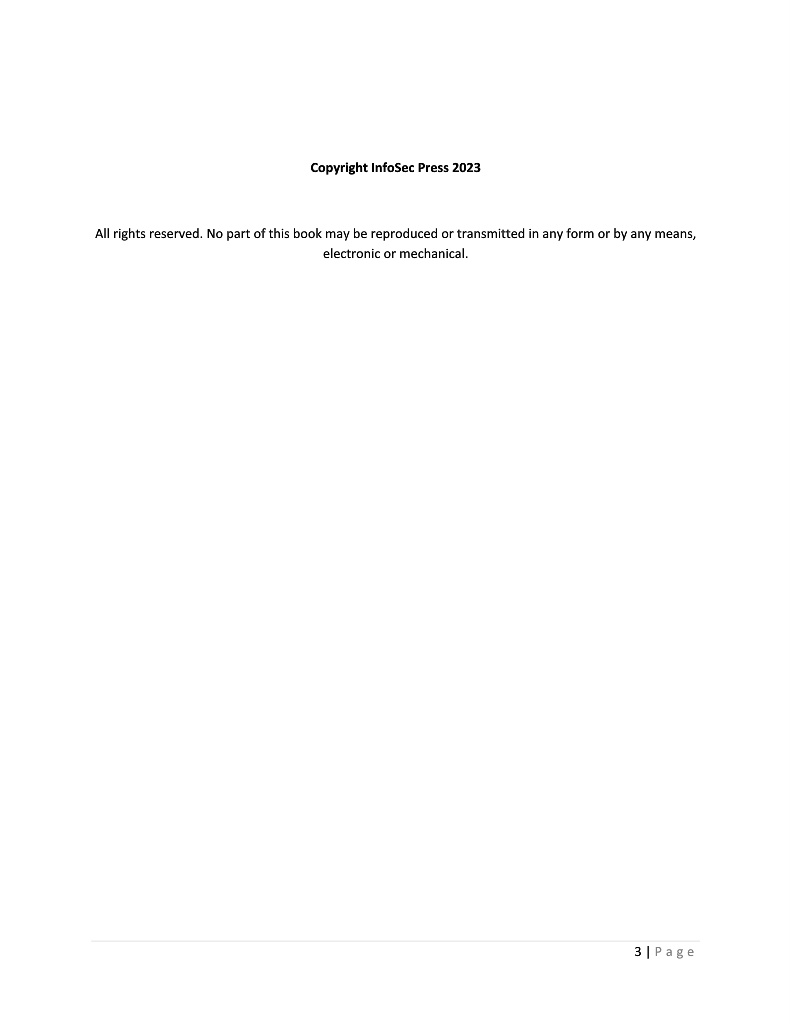 Copyright InfoSec Press 2023
All rights reserved. No part of this book may be reproduced or transmitted in any form or by any means,
electronic or mechanical.
3 | Page